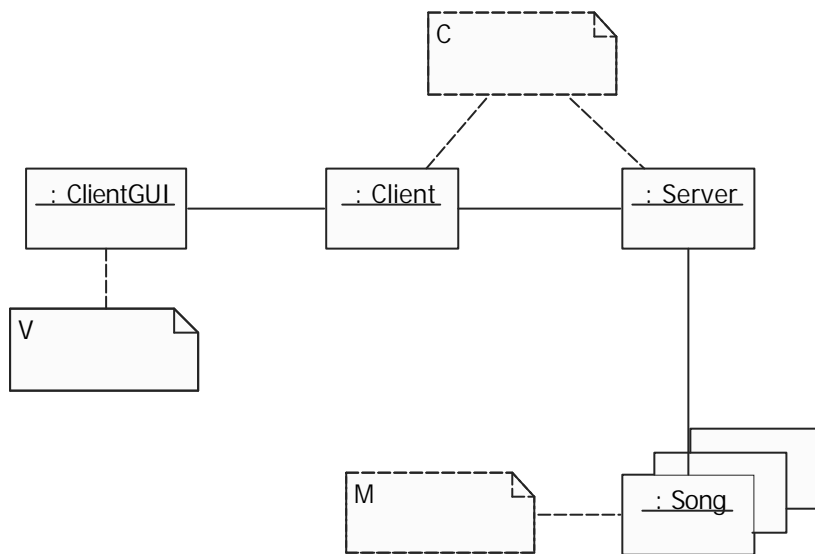 C
: ClientGUI
: Client
: Server
V
M
: Song